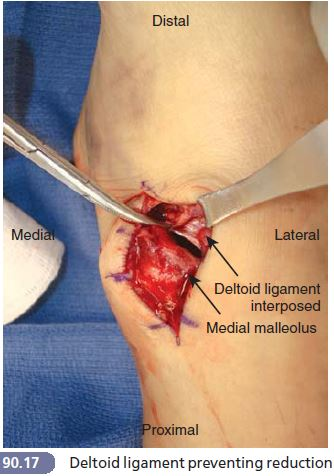 Distal
Medial
Lateral
Deltoid ligament
interposed
Medial malleolus
Proximal
90.17 Deltoid ligament preventing reduction